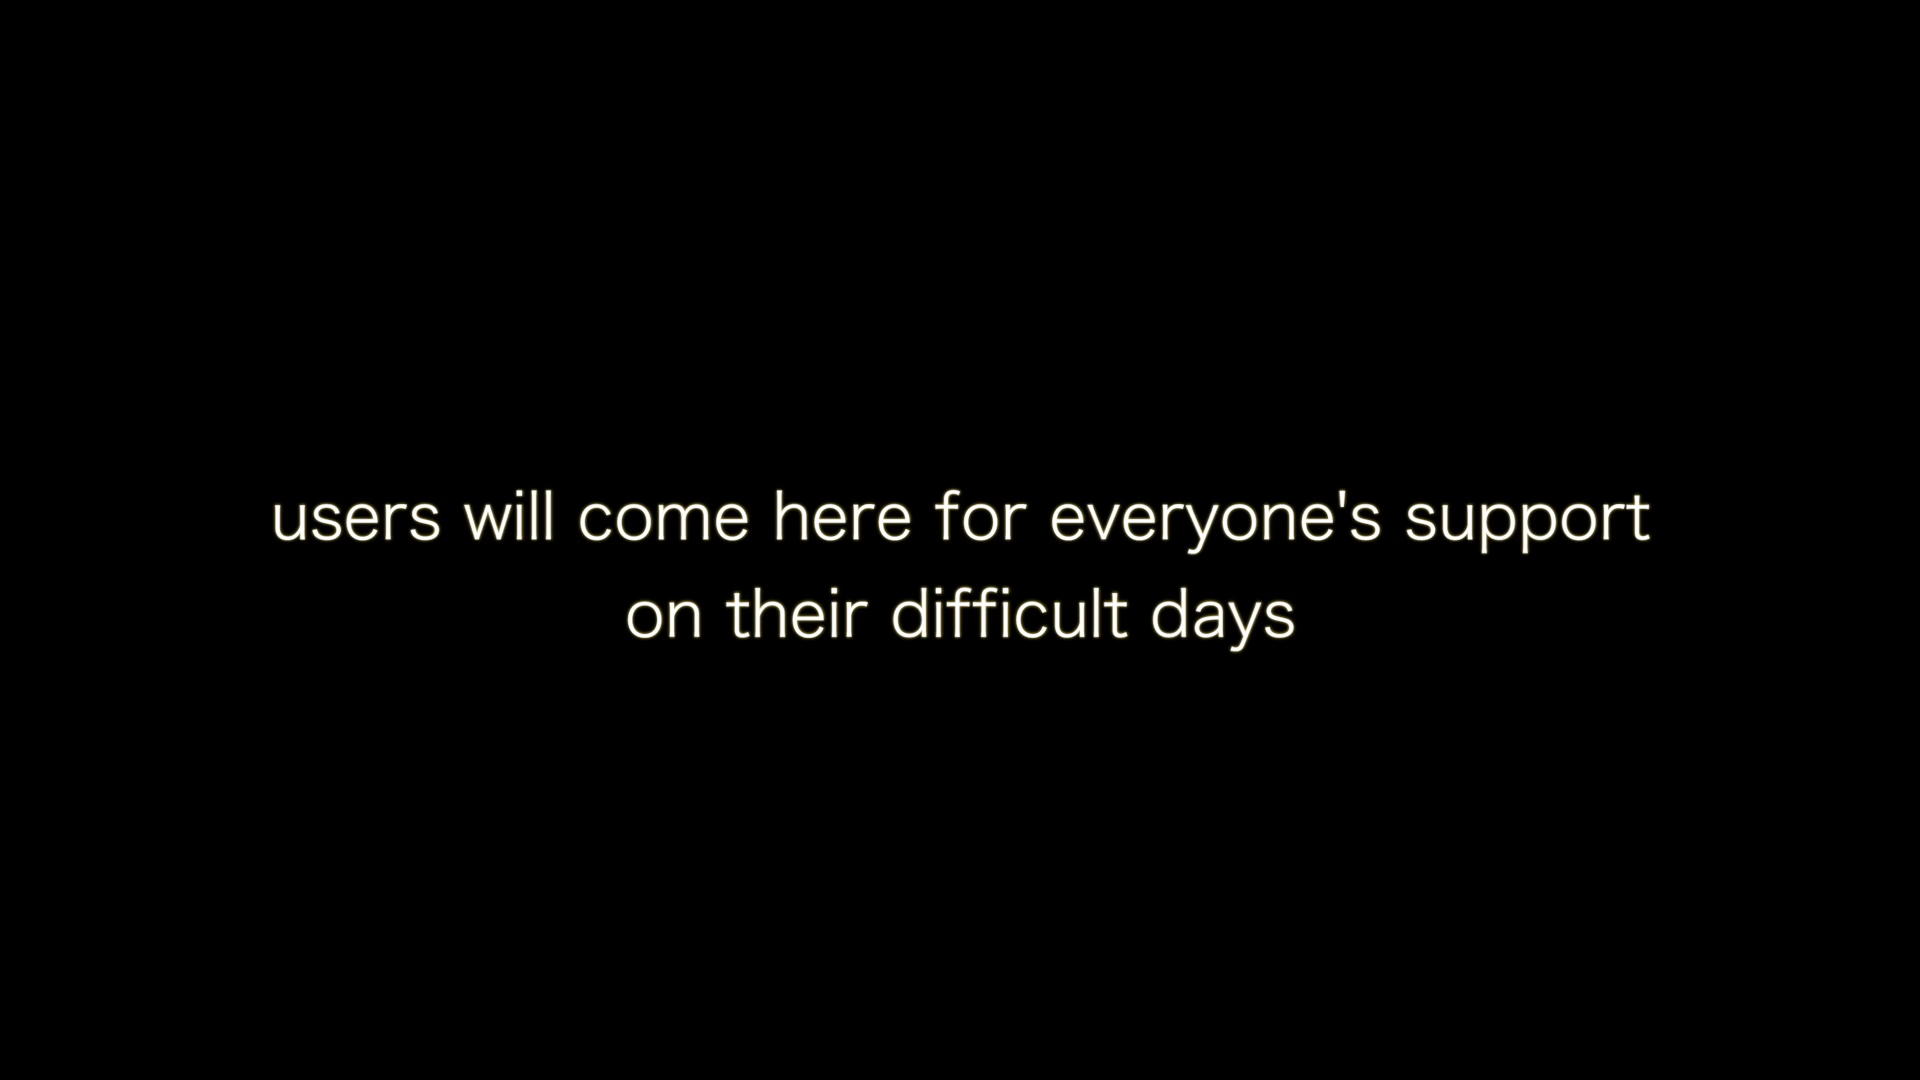 users will come here for everyone's support
on their difficult days